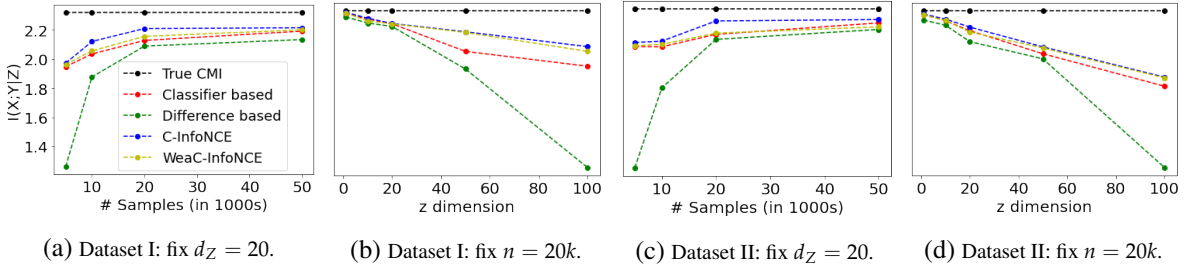 I(X;Y|Z)
2.2
2.0
1.8
1.6
1.4
True CMI
Classifier based
Difference based
C-InfoNCE
WeaC-InfoNCE
10 20 30 40 50
# Samples (in 1000s)
0 20 40 60 80 100
z dimension
10 20 30 40 50
# Samples (in 1000s)
0 20 40 60 80 100
z dimension
(a) Dataset I: fix d_Z = 20.
(b) Dataset I: fix n = 20k.
(c) Dataset II: fix d_Z = 20.
(d) Dataset II: fix n = 20k.